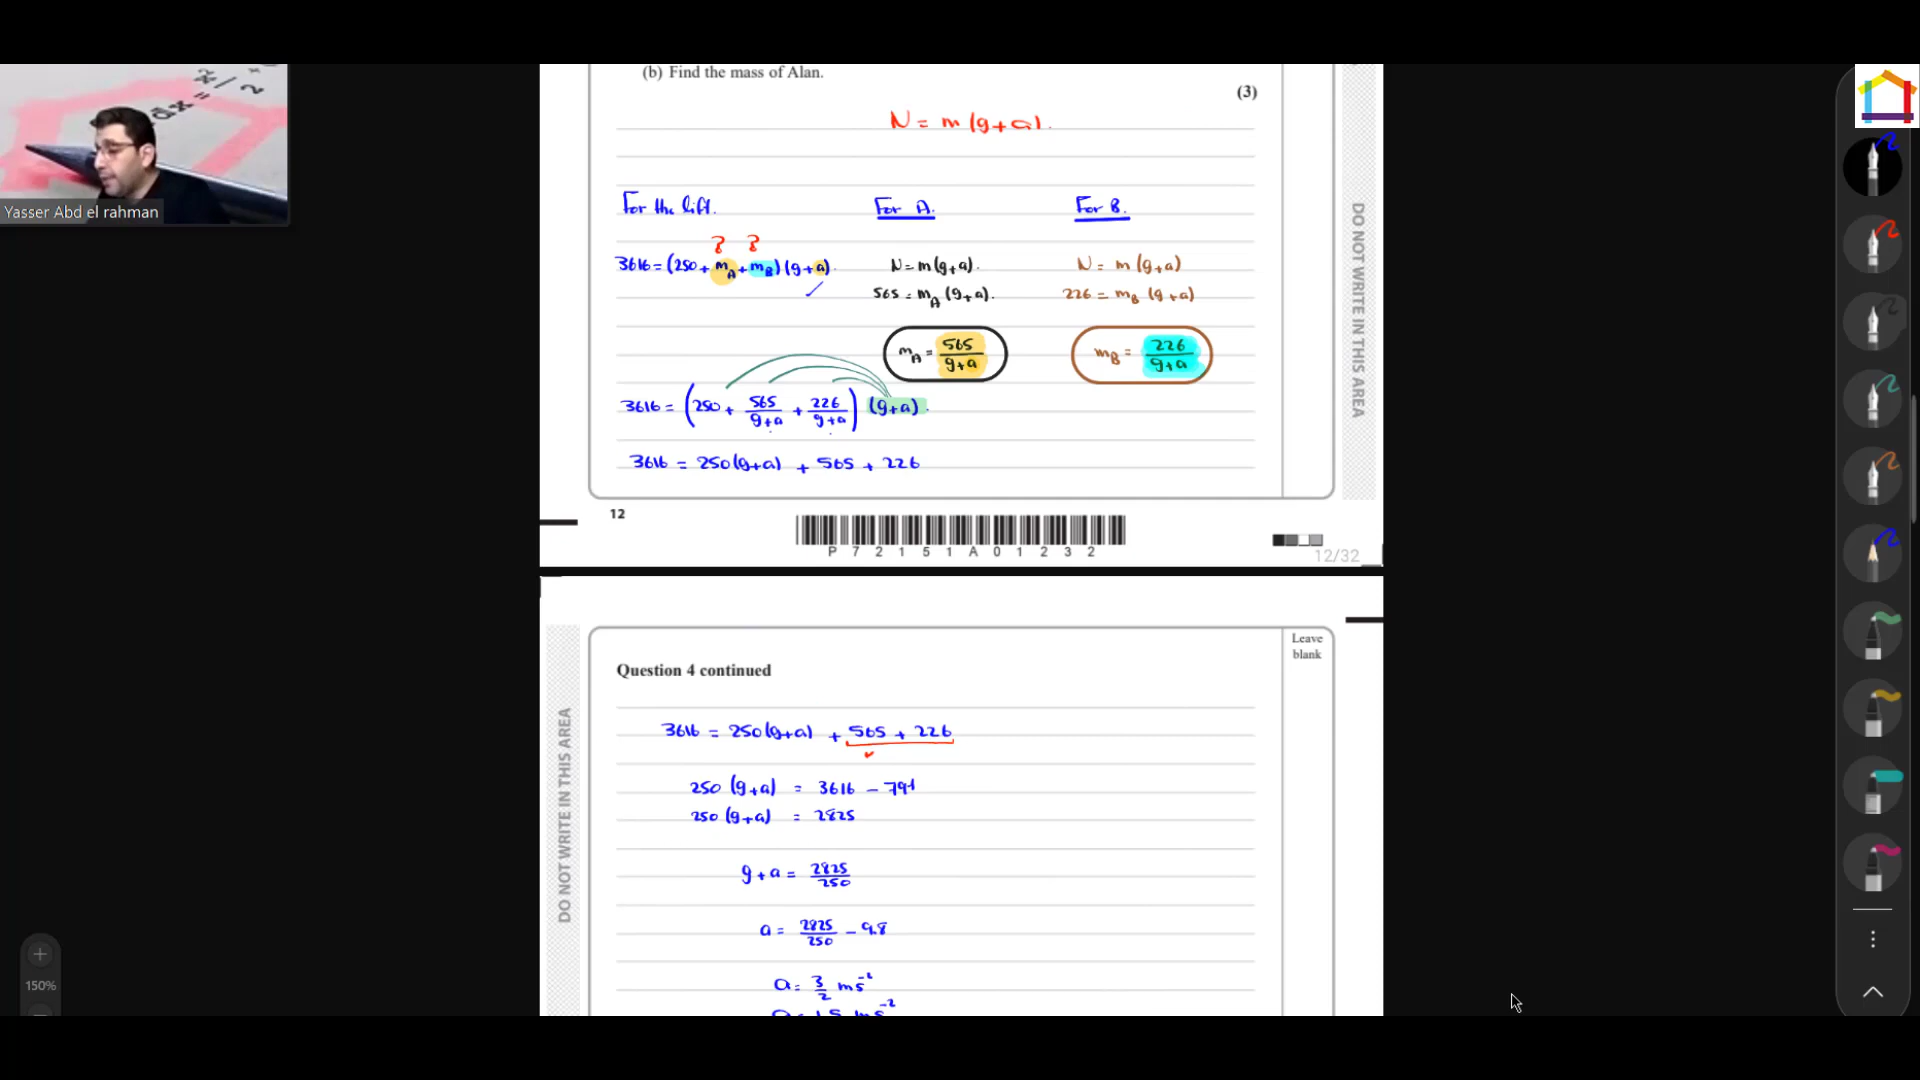 (b) Find the mass of Alan.
(3)
N = m (g+a).
For the lift.
For A.
For B.
? ?
3616 = (250 + mA + mB) (g + a)
N = m(g+a).
N = m (g+a)
565 = mA (g+a).
226 = mB (g+a)
mA = 565/g+a
mB = 226/g+a
3616 = (250 + 565/g+a + 226/g+a) (g+a).
3616 = 250(g+a) + 565 + 226
DO NOT WRITE IN THIS AREA
12
P 7 2 1 5 1 A 0 1 2 3 2
12/32
Leave
blank
Question 4 continued
3616 = 250(g+a) + 565 + 226
250 (g+a) = 3616 - 791
250 (g+a) = 2825
g + a = 2825/250
a = 2825/250 - 9.8
a = 3/2 ms⁻²
DO NOT WRITE IN THIS AREA
Yasser Abd el rahman
150%